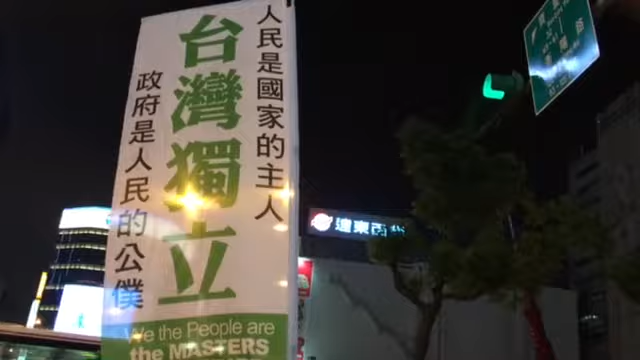 人民是國家的主人
台灣獨立
政府是人民的公僕
We the People are
the MASTERS
遠東百貨